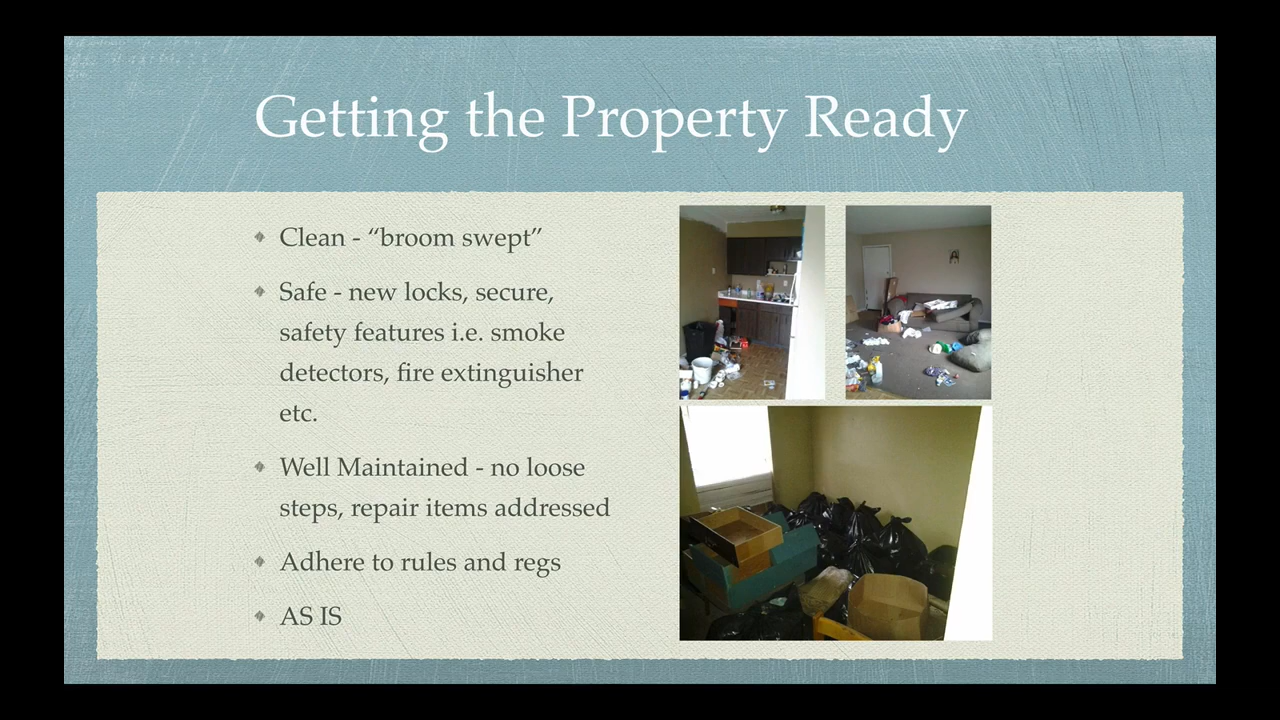 Getting the Property Ready
Clean - “broom swept”
Safe - new locks, secure,
safety features i.e. smoke
detectors, fire extinguisher
etc.
Well Maintained - no loose
steps, repair items addressed
Adhere to rules and regs
AS IS